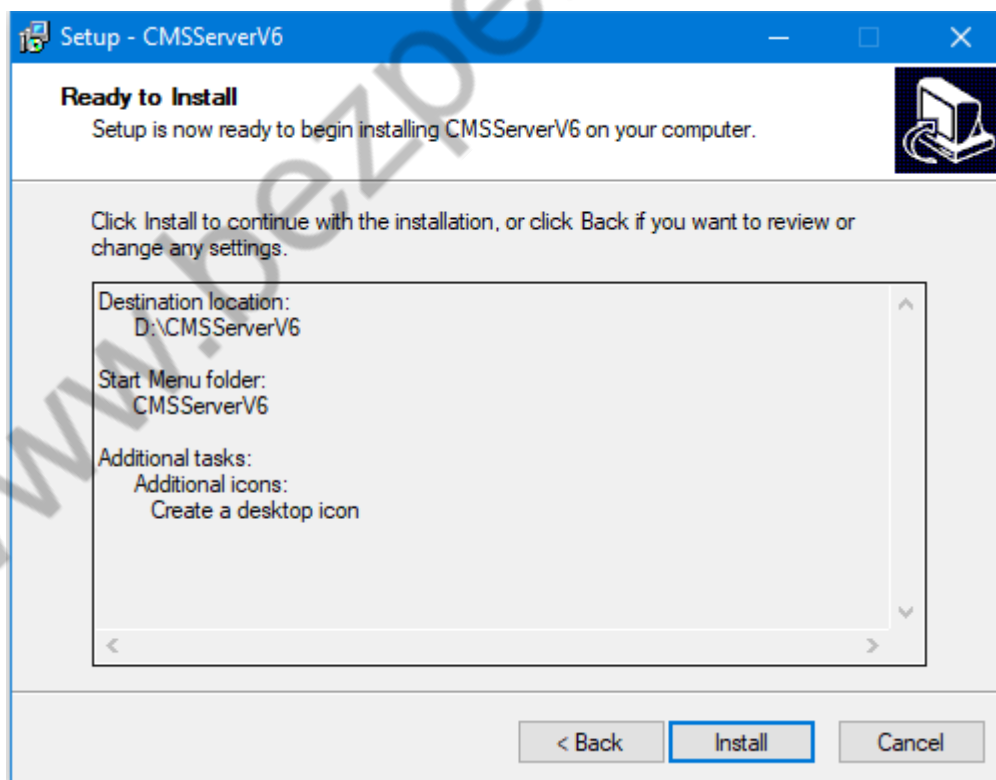 Setup - CMSServerV6
Ready to Install
Setup is now ready to begin installing CMSServerV6 on your computer.
Click Install to continue with the installation, or click Back if you want to review or
change any settings.
Destination location:
D:\CMSServerV6
Start Menu folder:
CMSServerV6
Additional tasks:
Additional icons:
Create a desktop icon
< Back
Install
Cancel
www.bezpe